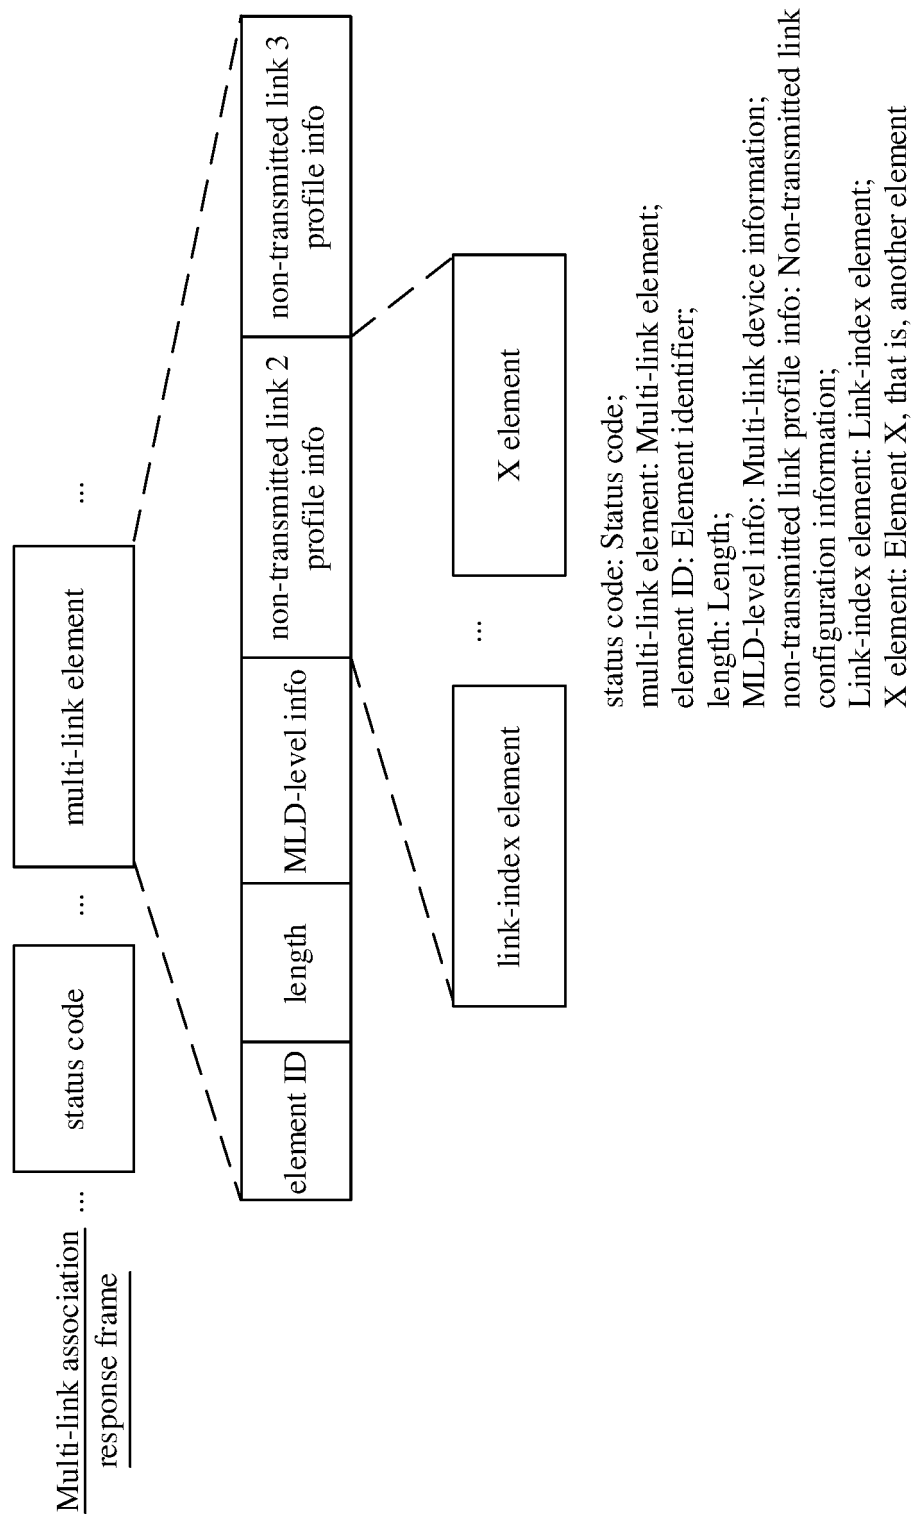 Multi-link association
response frame
... status code ... multi-link element ...
element ID length MLD-level info non-transmitted link 2 profile info non-transmitted link 3 profile info
link-index element ... X element
status code: Status code;
multi-link element: Multi-link element;
element ID: Element identifier;
length: Length;
MLD-level info: Multi-link device information;
non-transmitted link profile info: Non-transmitted link
configuration information;
Link-index element: Link-index element;
X element: Element X, that is, another element